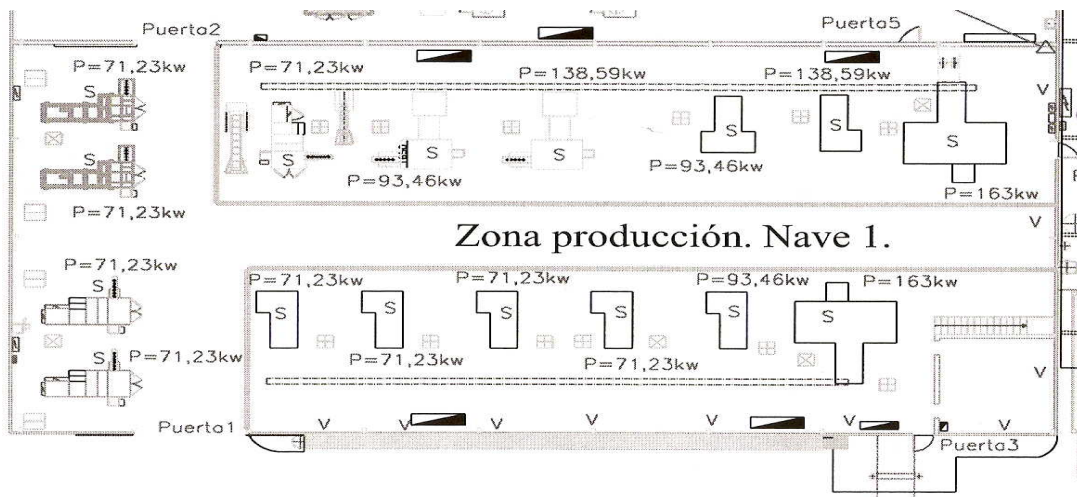 Puerta2
Puerta5
P=71,23kw
P=71,23kw
P=138,59kw
P=138,59kw
S
V
S
S
S
S
S
S
S
P=93,46kw
P=93,46kw
P=163kw
P=71,23kw
V
Zona producción. Nave 1.
P=71,23kw
P=71,23kw
P=71,23kw
P=93,46kw
P=163kw
S
S
S
S
S
S
S
P=71,23kw
S
P=71,23kw
P=71,23kw
V
V
V
V
V
V
V
Puerta1
Puerta3